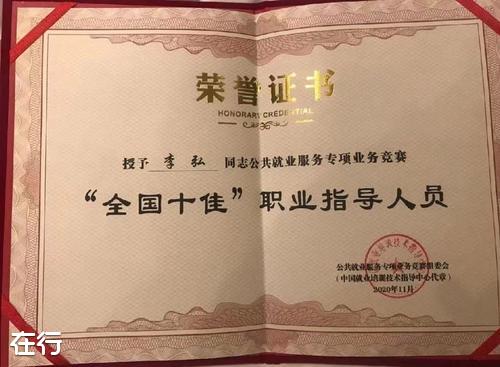 荣誉证书
HONORARY CREDENTIAL
授予 李弘 同志公共就业服务专项业务竞赛
“全国十佳”职业指导人员
公共就业服务专项业务竞赛组委会
（中国就业培训技术指导中心代章）
2020年11月
在行